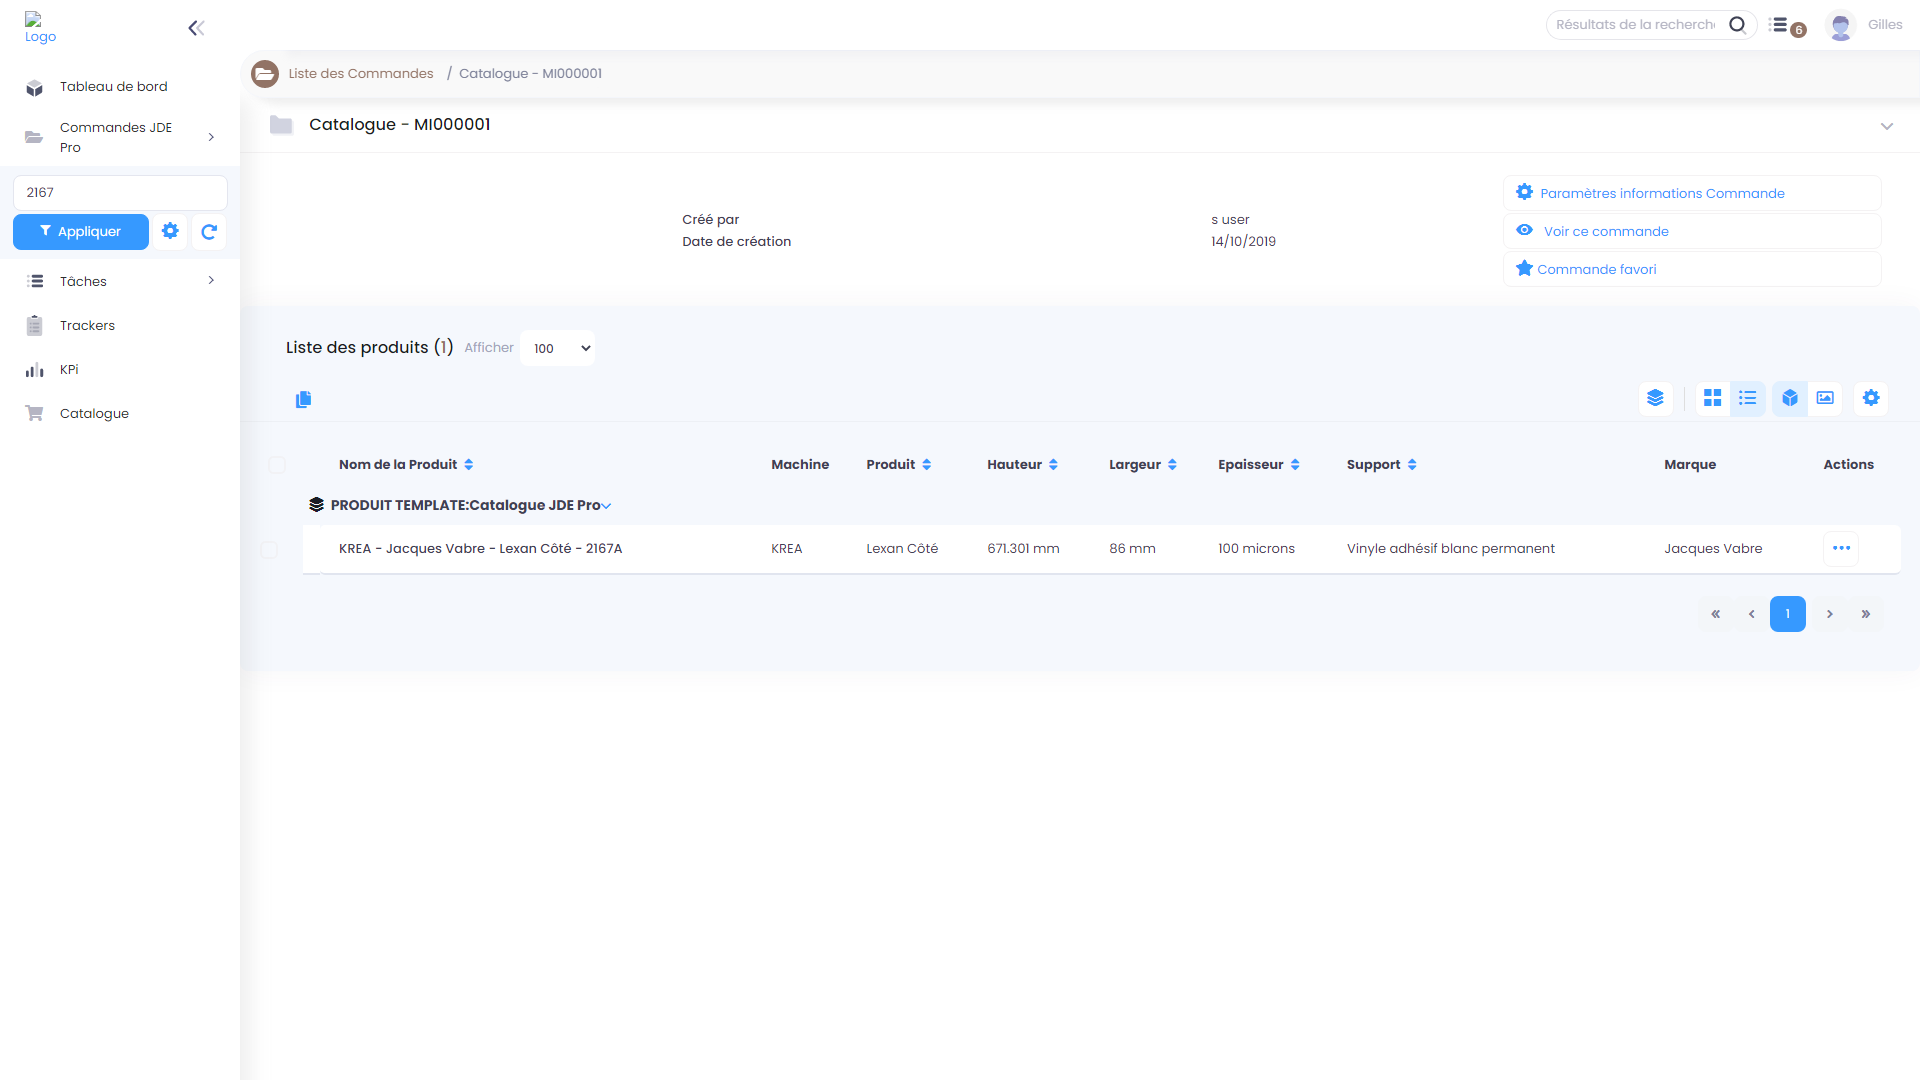 Logo
Résultats de la recherch
6
Gilles
Tableau de bord
Commandes JDE
Pro
2167
Appliquer
Tâches
Trackers
KPi
Catalogue
Liste des Commandes / Catalogue - MI000001
Catalogue - MI000001
Créé par s user
Date de création 14/10/2019
Paramètres informations Commande
Voir ce commande
Commande favori
Liste des produits (1) Afficher 100
Nom de la Produit Machine Produit Hauteur Largeur Epaisseur Support Marque Actions
PRODUIT TEMPLATE:Catalogue JDE Pro
KREA - Jacques Vabre - Lexan Côté - 2167A KREA Lexan Côté 671.301 mm 86 mm 100 microns Vinyle adhésif blanc permanent Jacques Vabre
« ‹ 1 › »